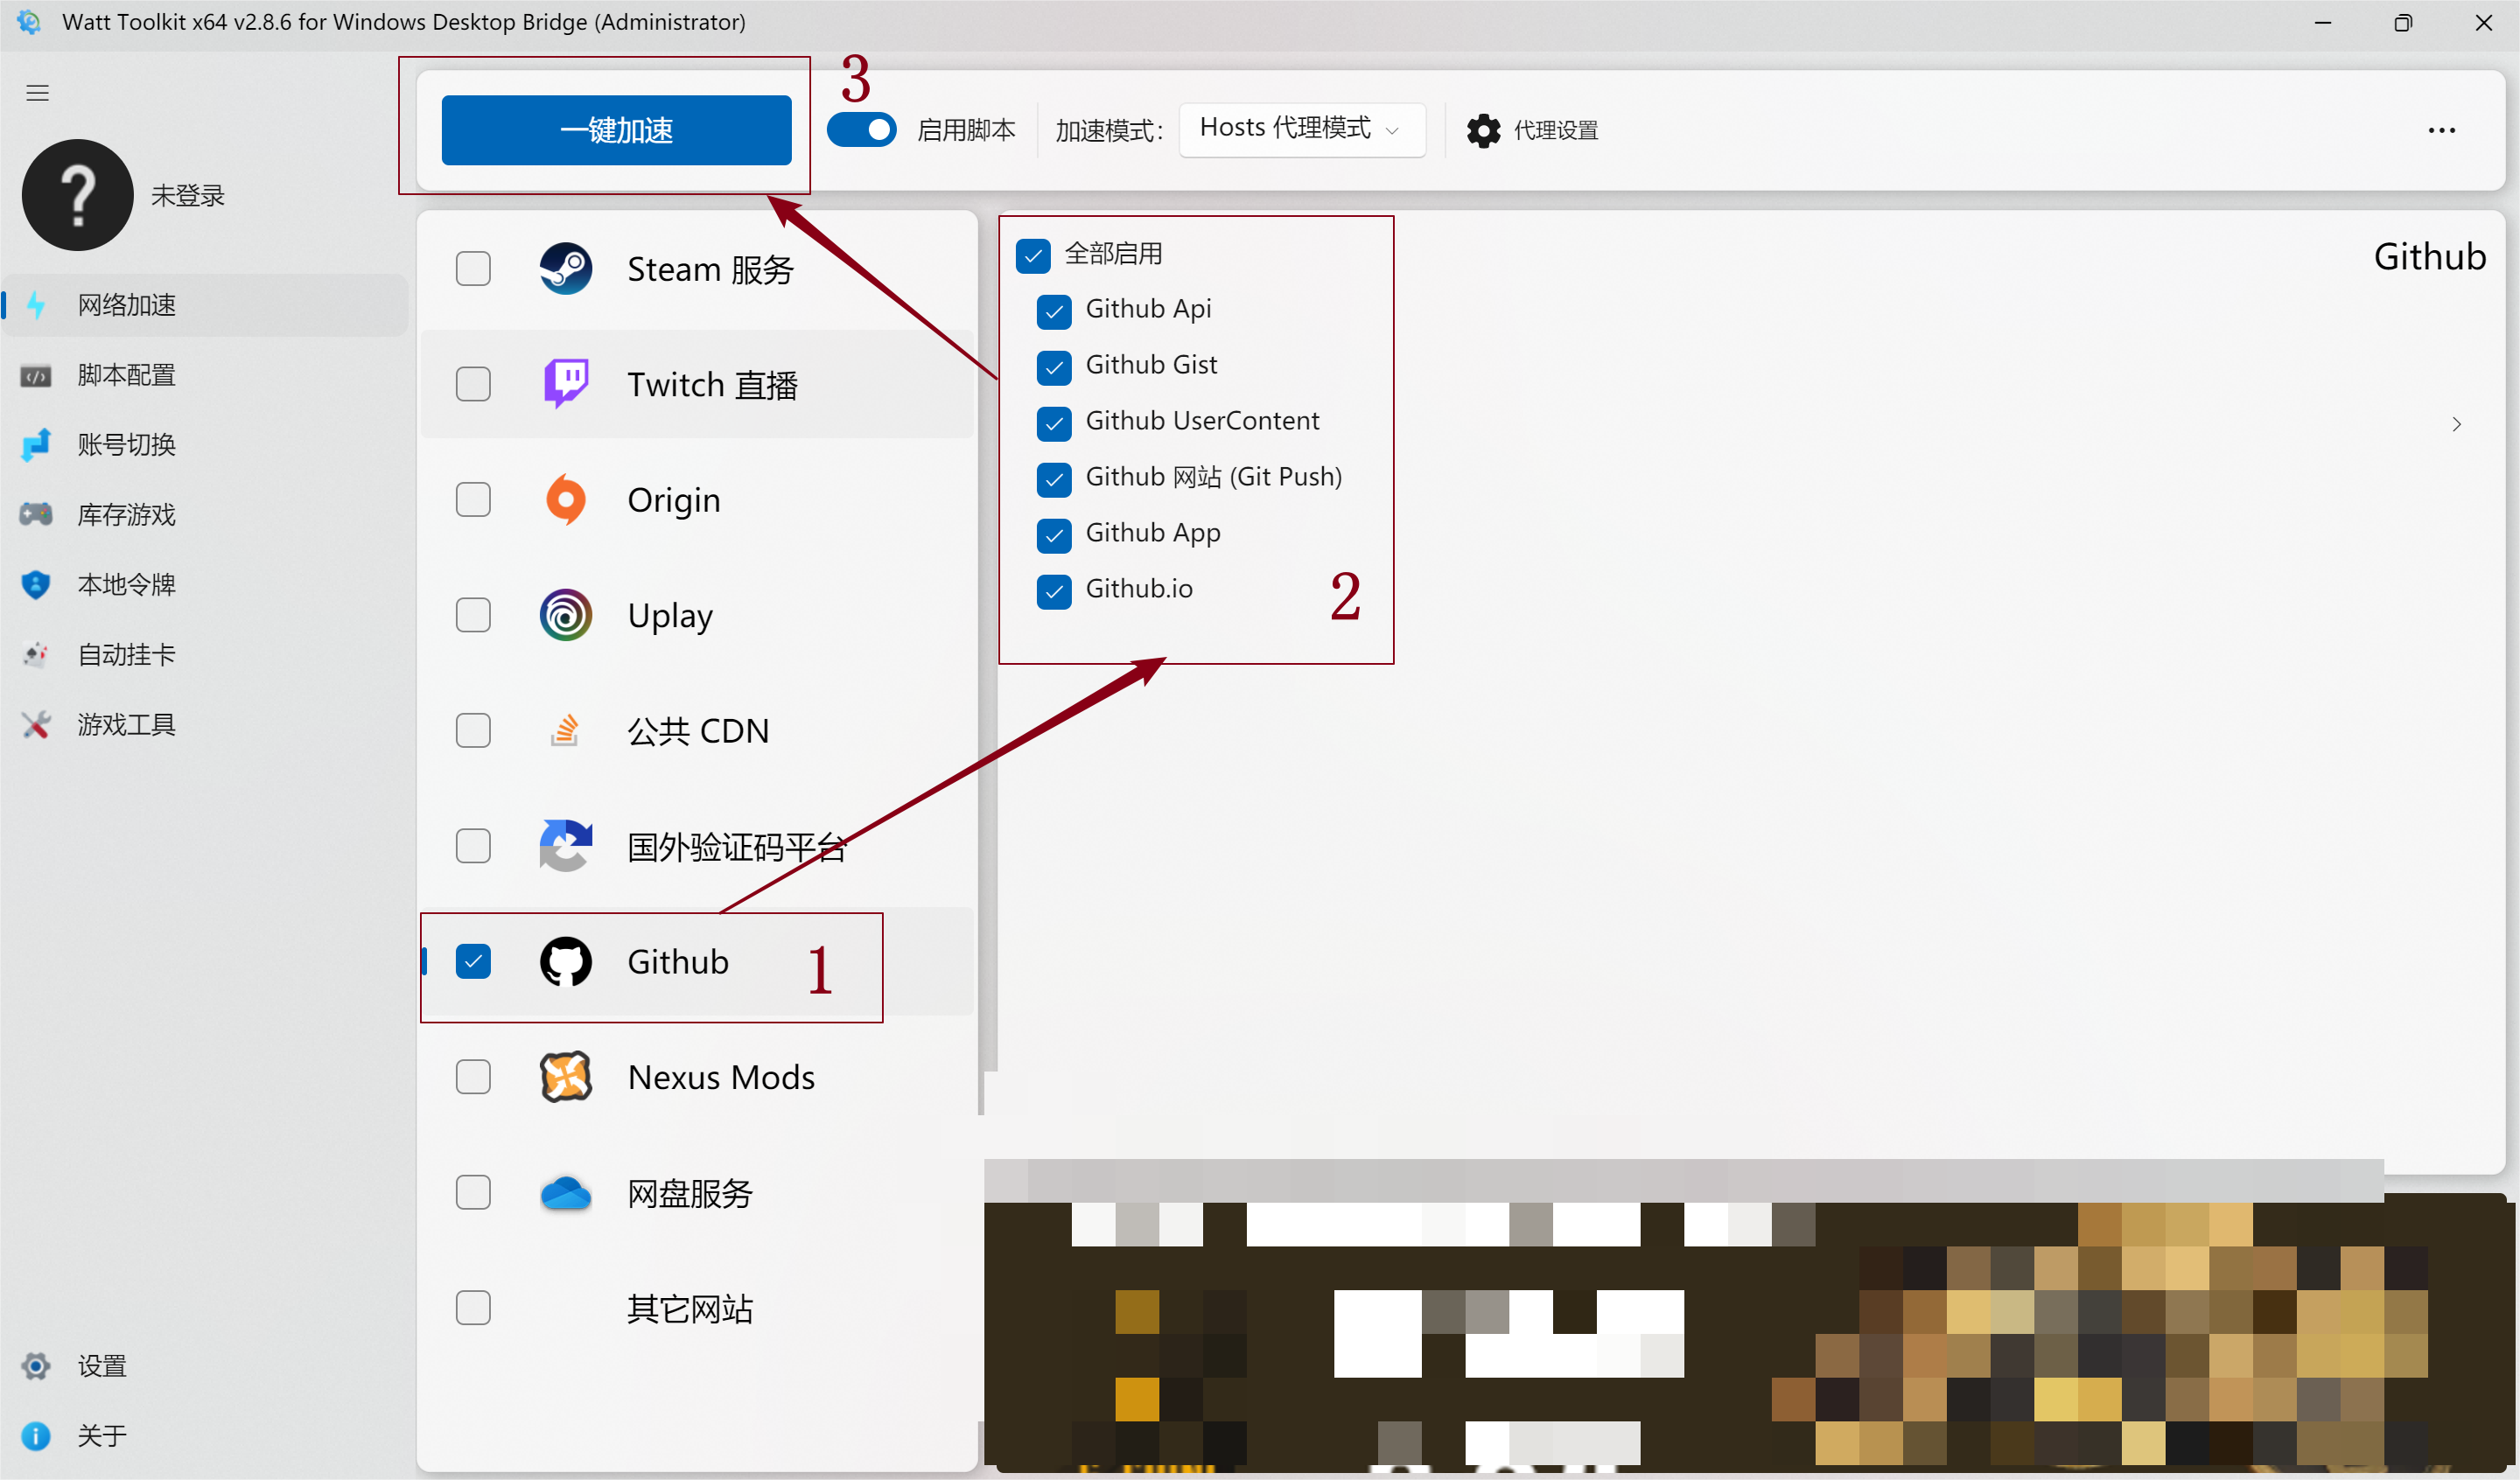 Watt Toolkit x64 v2.8.6 for Windows Desktop Bridge (Administrator)
未登录
网络加速
脚本配置
账号切换
库存游戏
本地令牌
自动挂卡
游戏工具
设置
关于
一键加速
3
启用脚本
加速模式:
Hosts 代理模式
代理设置
Steam 服务
Twitch 直播
Origin
Uplay
公共 CDN
国外验证码平台
Github
1
Nexus Mods
网盘服务
其它网站
全部启用
Github Api
Github Gist
Github UserContent
Github 网站 (Git Push)
Github App
Github.io
2
Github